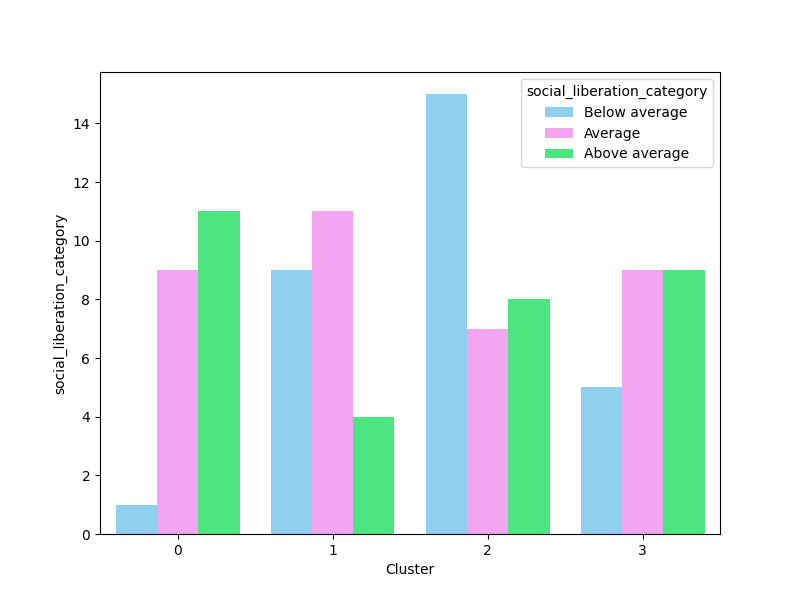 social_liberation_category
Below average
Average
Above average
social_liberation_category
14
12
10
8
6
4
2
0
0 1 2 3
Cluster